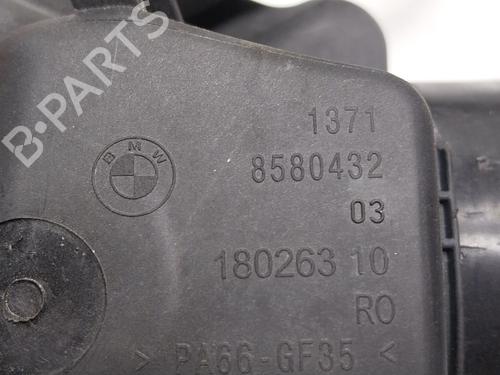 B-PARTS
BMW
1371
8580432
03
180263 10
RO
> PA66-GF35 <